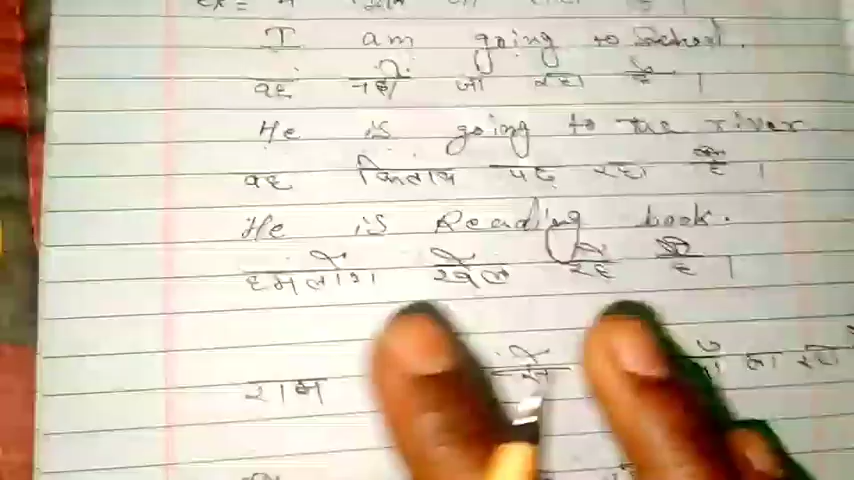 I am going to School.
वह नदी जा रहा है।
He is going to the river
वह किताब पढ़ रहा है।
He is Reading book.
हमलोग खेल रहे है।
राम